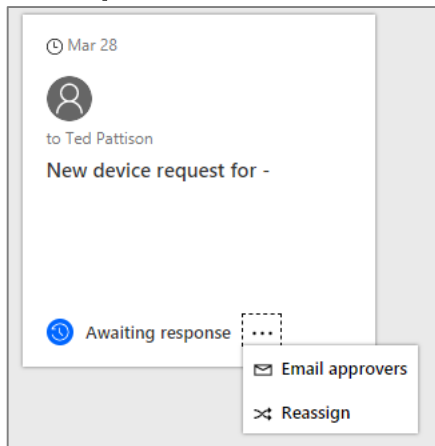 Mar 28
to Ted Pattison
New device request for -
Awaiting response ...
Email approvers
Reassign